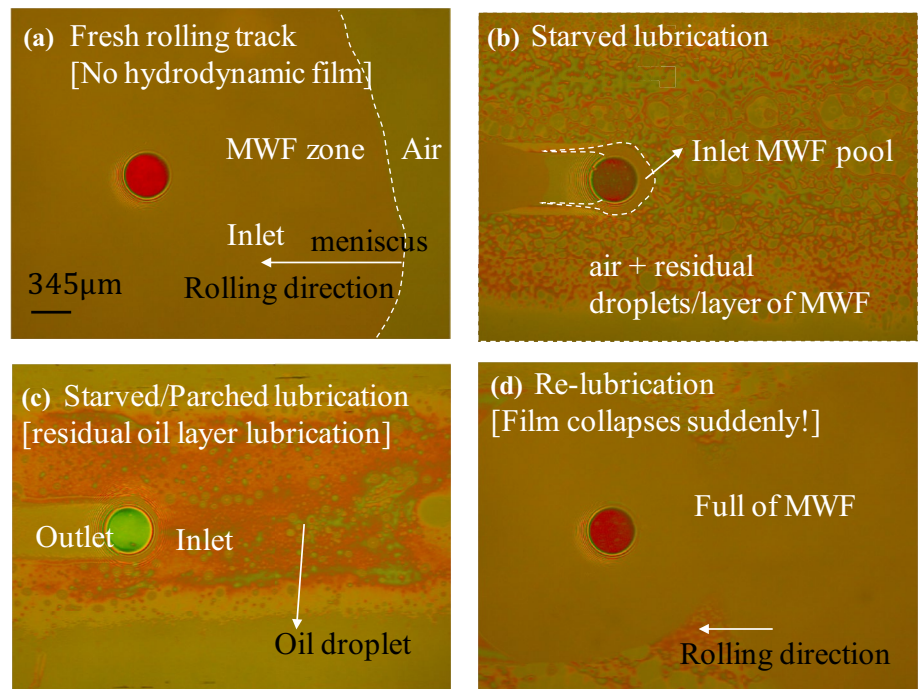 (a) Fresh rolling track
[No hydrodynamic film]
MWF zone
Air
Inlet
meniscus
Rolling direction
345μm
(b) Starved lubrication
Inlet MWF pool
air + residual
droplets/layer of MWF
(c) Starved/Parched lubrication
[residual oil layer lubrication]
Outlet
Inlet
Oil droplet
(d) Re-lubrication
[Film collapses suddenly!]
Full of MWF
Rolling direction